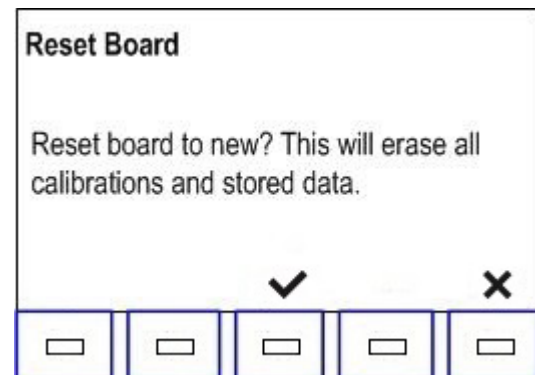 Reset Board
Reset board to new? This will erase all
calibrations and stored data.